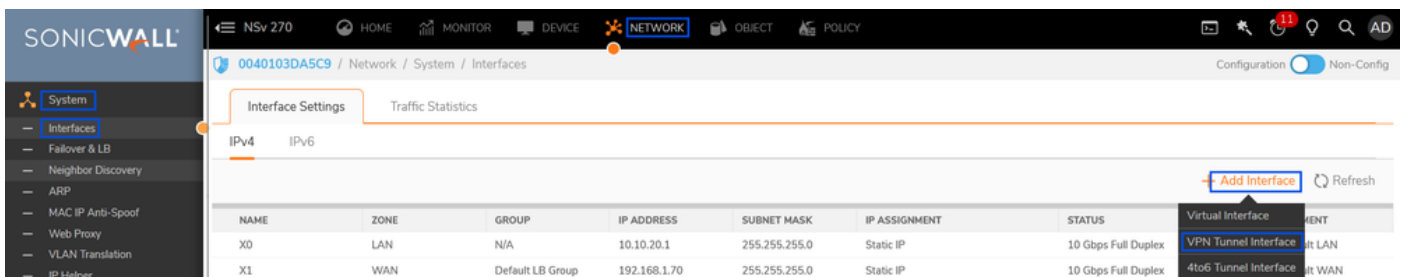 SONICWALL
NSv 270 HOME MONITOR DEVICE NETWORK OBJECT POLICY 11 AD
0040103DA5C9 / Network / System / Interfaces Configuration Non-Config
System
Interface Settings Traffic Statistics
Interfaces
IPv4 IPv6
Failover & LB
Neighbor Discovery
+ Add Interface Refresh
ARP
MAC IP Anti-Spoof
NAME ZONE GROUP IP ADDRESS SUBNET MASK IP ASSIGNMENT STATUS MENT
Virtual Interface
Web Proxy
X0 LAN N/A 10.10.20.1 255.255.255.0 Static IP 10 Gbps Full Duplex VPN Tunnel Interface ult LAN
VLAN Translation
X1 WAN Default LB Group 192.168.1.70 255.255.255.0 Static IP 10 Gbps Full Duplex 4to6 Tunnel Interface ult WAN
IP Helper